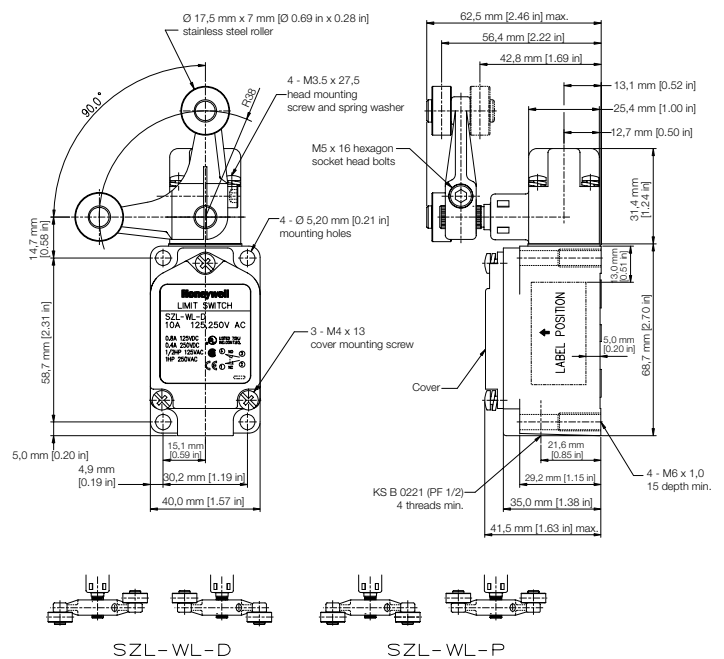 Ø 17,5 mm x 7 mm [Ø 0.69 in x 0.28 in]
stainless steel roller
90.0°
R38
4 - M3.5 x 27,5
head mounting
screw and spring washer
14,7 mm
[0.58 in]
4 - Ø 5,20 mm [0.21 in]
mounting holes
Honeywell
LIMIT SWITCH
SZL-WL-D
10A 125,250V AC
0.8A 125VDC
0.4A 250VDC
1/2HP 125VAC
1HP 250VAC
58,7 mm
[2.31 in]
3 - M4 x 13
cover mounting screw
5,0 mm [0.20 in]
4,9 mm
[0.19 in]
15,1 mm
[0.59 in]
30,2 mm [1.19 in]
40,0 mm [1.57 in]
62,5 mm [2.46 in] max.
56,4 mm [2.22 in]
42,8 mm [1.69 in]
13,1 mm [0.52 in]
25,4 mm [1.00 in]
12,7 mm [0.50 in]
M5 x 16 hexagon
socket head bolts
31,4 mm
[1.24 in]
13,0 mm
[0.51 in]
LABEL POSITION
5,0 mm
[0.20 in]
68,7 mm [2.70 in]
Cover
21,6 mm
[0.85 in]
KS B 0221 (PF 1/2)
4 threads min.
29,2 mm [1.15 in]
35,0 mm [1.38 in]
41,5 mm [1.63 in] max.
4 - M6 x 1,0
15 depth min.
SZL-WL-D
SZL-WL-P